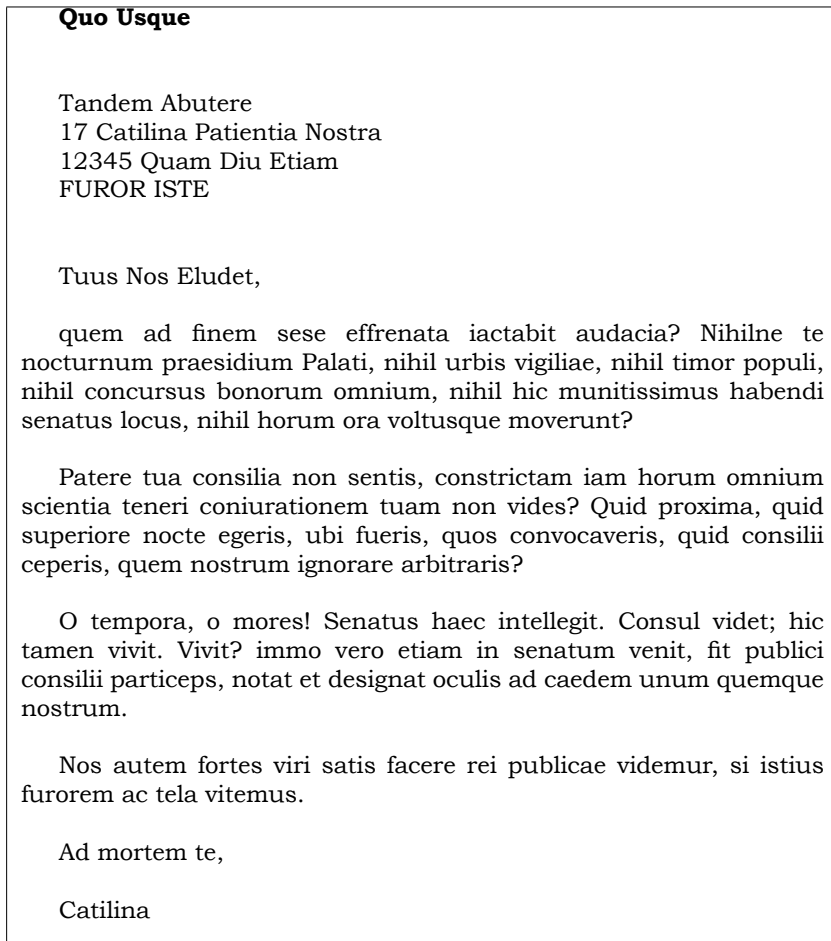 Quo Usque
Tandem Abutere
17 Catilina Patientia Nostra
12345 Quam Diu Etiam
FUROR ISTE
Tuus Nos Eludet,
quem ad finem sese effrenata iactabit audacia? Nihilne te
nocturnum praesidium Palati, nihil urbis vigiliae, nihil timor populi,
nihil concursus bonorum omnium, nihil hic munitissimus habendi
senatus locus, nihil horum ora voltusque moverunt?
Patere tua consilia non sentis, constrictam iam horum omnium
scientia teneri coniurationem tuam non vides? Quid proxima, quid
superiore nocte egeris, ubi fueris, quos convocaveris, quid consilii
ceperis, quem nostrum ignorare arbitraris?
O tempora, o mores! Senatus haec intellegit. Consul videt; hic
tamen vivit. Vivit? immo vero etiam in senatum venit, fit publici
consilii particeps, notat et designat oculis ad caedem unum quemque
nostrum.
Nos autem fortes viri satis facere rei publicae videmur, si istius
furorem ac tela vitemus.
Ad mortem te,
Catilina